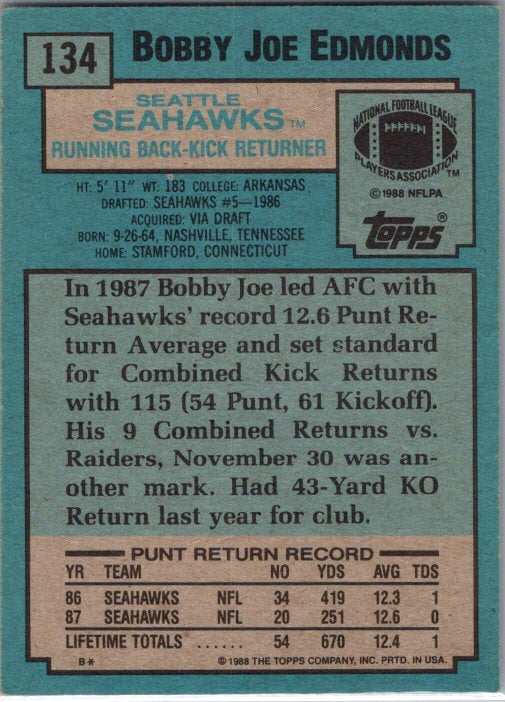 134
BOBBY JOE EDMONDS
SEATTLE
SEAHAWKS TM
RUNNING BACK-KICK RETURNER
NATIONAL FOOTBALL LEAGUE
PLAYERS ASSOCIATION TM
© 1988 NFLPA
TOPPS®
HT: 5' 11" WT: 183 COLLEGE: ARKANSAS
DRAFTED: SEAHAWKS #5—1986
ACQUIRED: VIA DRAFT
BORN: 9-26-64, NASHVILLE, TENNESSEE
HOME: STAMFORD, CONNECTICUT
In 1987 Bobby Joe led AFC with
Seahawks' record 12.6 Punt Re-
turn Average and set standard
for Combined Kick Returns
with 115 (54 Punt, 61 Kickoff).
His 9 Combined Returns vs.
Raiders, November 30 was an-
other mark. Had 43-Yard KO
Return last year for club.
PUNT RETURN RECORD
YR TEAM NO YDS AVG TDS
86 SEAHAWKS NFL 34 419 12.3 1
87 SEAHAWKS NFL 20 251 12.6 0
LIFETIME TOTALS ...... 54 670 12.4 1
B* © 1988 THE TOPPS COMPANY, INC. PRTD. IN USA.